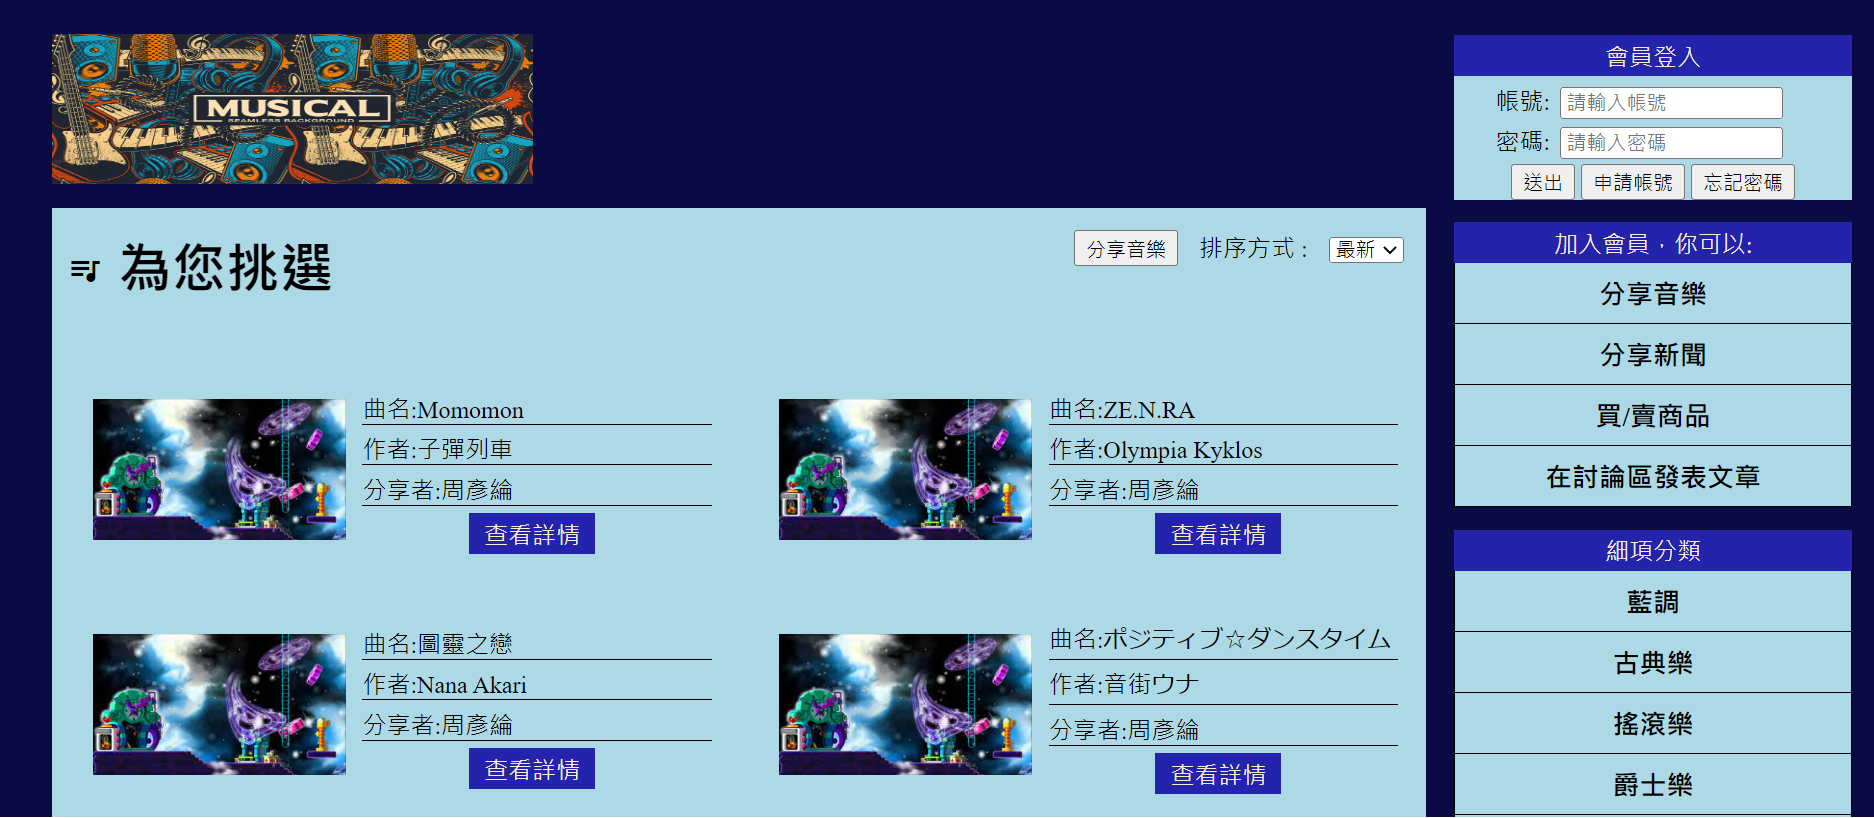 MUSICAL
SEAMLESS BACKGROUND
為您挑選
分享音樂 排序方式： 最新
曲名:Momomon
作者:子彈列車
分享者:周彥綸
查看詳情
曲名:ZE.N.RA
作者:Olympia Kyklos
分享者:周彥綸
查看詳情
曲名:圖靈之戀
作者:Nana Akari
分享者:周彥綸
查看詳情
曲名:ポジティブ☆ダンスタイム
作者:音街ウナ
分享者:周彥綸
查看詳情
會員登入
帳號: 請輸入帳號
密碼: 請輸入密碼
送出 申請帳號 忘記密碼
加入會員，你可以:
分享音樂
分享新聞
買/賣商品
在討論區發表文章
細項分類
藍調
古典樂
搖滾樂
爵士樂